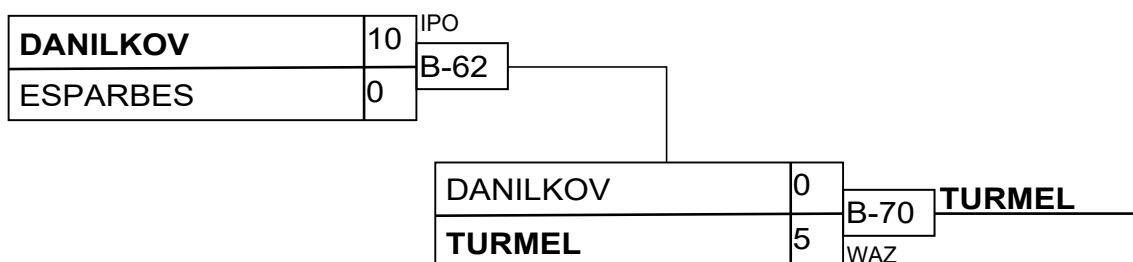 IPO
DANILKOV 10
B-62
ESPARBES 0
DANILKOV 0
B-70 TURMEL
TURMEL 5
WAZ